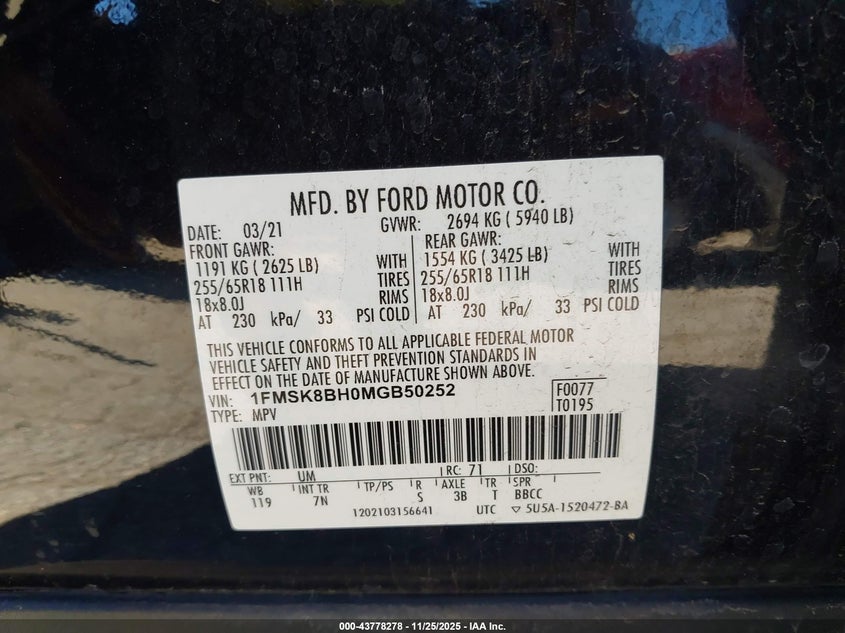 MFD. BY FORD MOTOR CO.
DATE: 03/21 GVWR: 2694 KG ( 5940 LB)
FRONT GAWR: REAR GAWR:
1191 KG ( 2625 LB) WITH 1554 KG ( 3425 LB) WITH
255/65R18 111H TIRES 255/65R18 111H TIRES
18x8.0J RIMS 18x8.0J RIMS
AT 230 kPa/ 33 PSI COLD AT 230 kPa/ 33 PSI COLD
THIS VEHICLE CONFORMS TO ALL APPLICABLE FEDERAL MOTOR
VEHICLE SAFETY AND THEFT PREVENTION STANDARDS IN
EFFECT ON THE DATE OF MANUFACTURE SHOWN ABOVE.
VIN: 1FMSK8BH0MGB50252 F0077
TYPE: MPV T0195
EXT PNT: UM RC: 71 DSO:
WB INT TR TP/PS R AXLE TR SPR
119 7N S 3B T BBCC
1202103156641 UTC ▽ 5U5A-1520472-BA
000-43778278 - 11/25/2025 - IAA Inc.